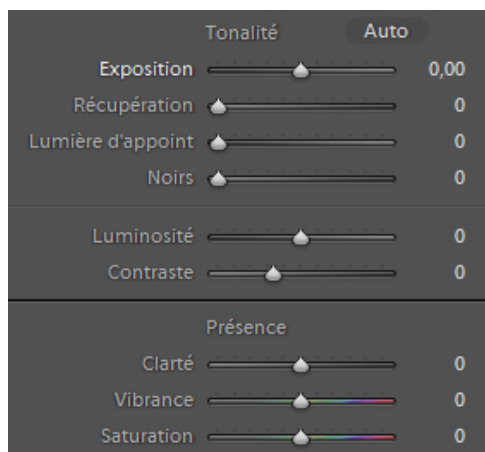 Tonalité Auto
Exposition 0,00
Récupération 0
Lumière d'appoint 0
Noirs 0
Luminosité 0
Contraste 0
Présence
Clarté 0
Vibrance 0
Saturation 0